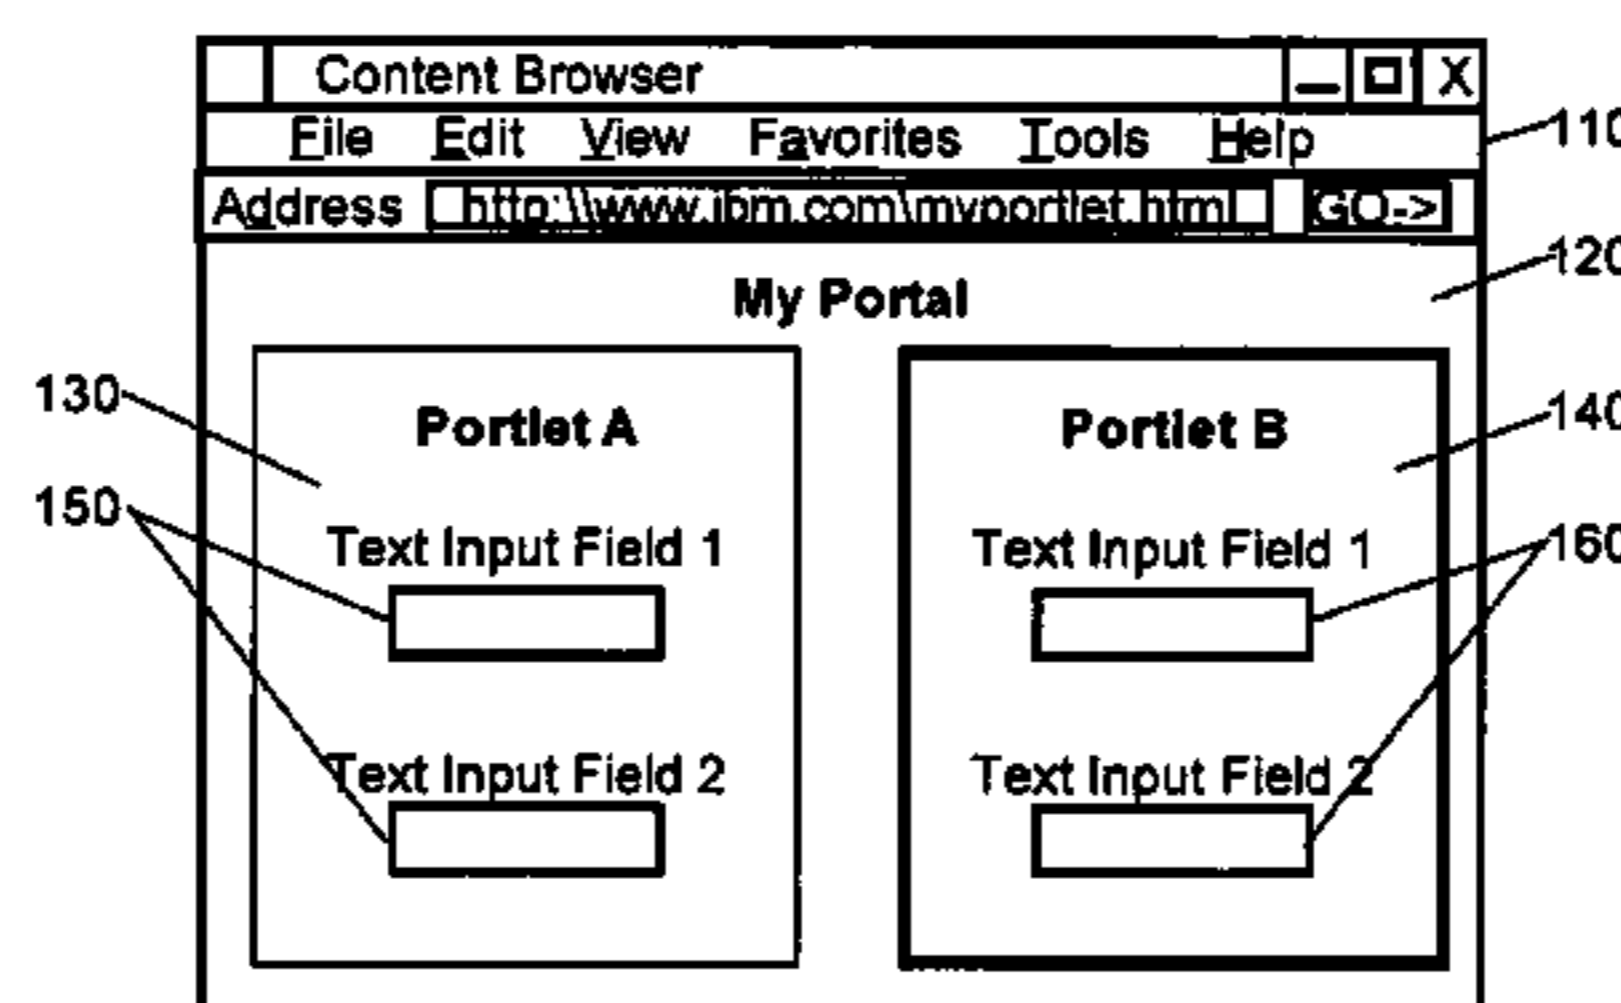 Content Browser X
File Edit View Favorites Tools Help
110
Address http:\\www.ibm.com\myportlet.html GO->
120
My Portal
130 Portlet A Portlet B 140
150 Text Input Field 1 Text Input Field 1 160
Text Input Field 2 Text Input Field 2